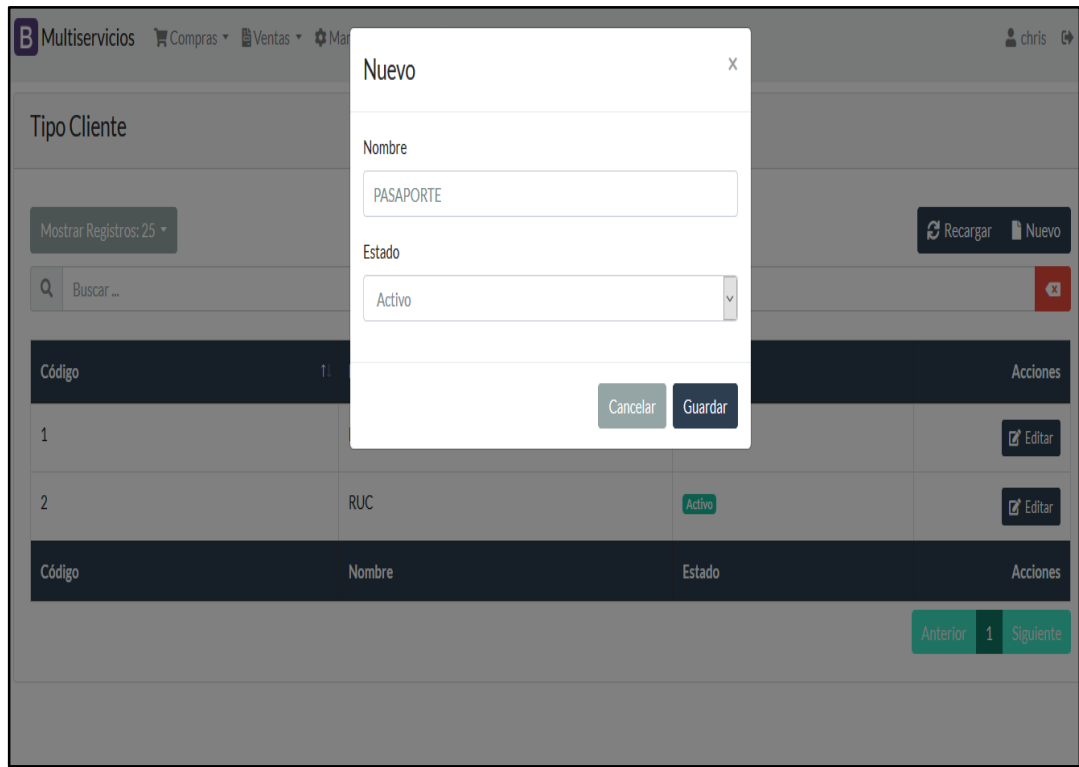 B Multiservicios Compras Ventas chris
Nuevo x
Tipo Cliente
Nombre
PASAPORTE
Mostrar Registros: 25 Recargar Nuevo
Estado
Buscar ...
Activo
Código Acciones
Cancelar Guardar
1 Editar
2 RUC Activo Editar
Código Nombre Estado Acciones
Anterior 1 Siguiente